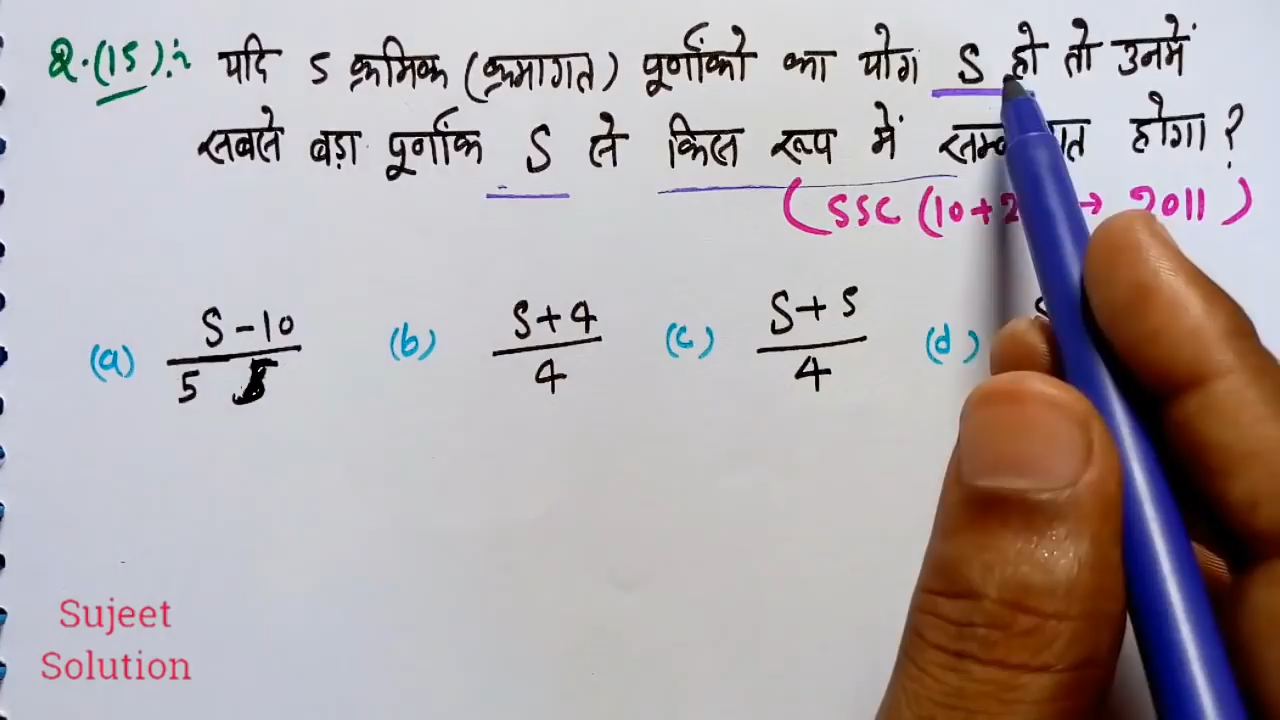 Q.(15):- यदि 5 क्रमिक (क्रमागत) पूर्णांको का योग S हो तो उनमें
सबसे बड़ा पूर्णांक S से किस रूप में होगा?
(SSC (10+2 → 2011)
(a) S-10/5 (b) S+4/4 (c) S+5/4 (d) S
Sujeet
Solution